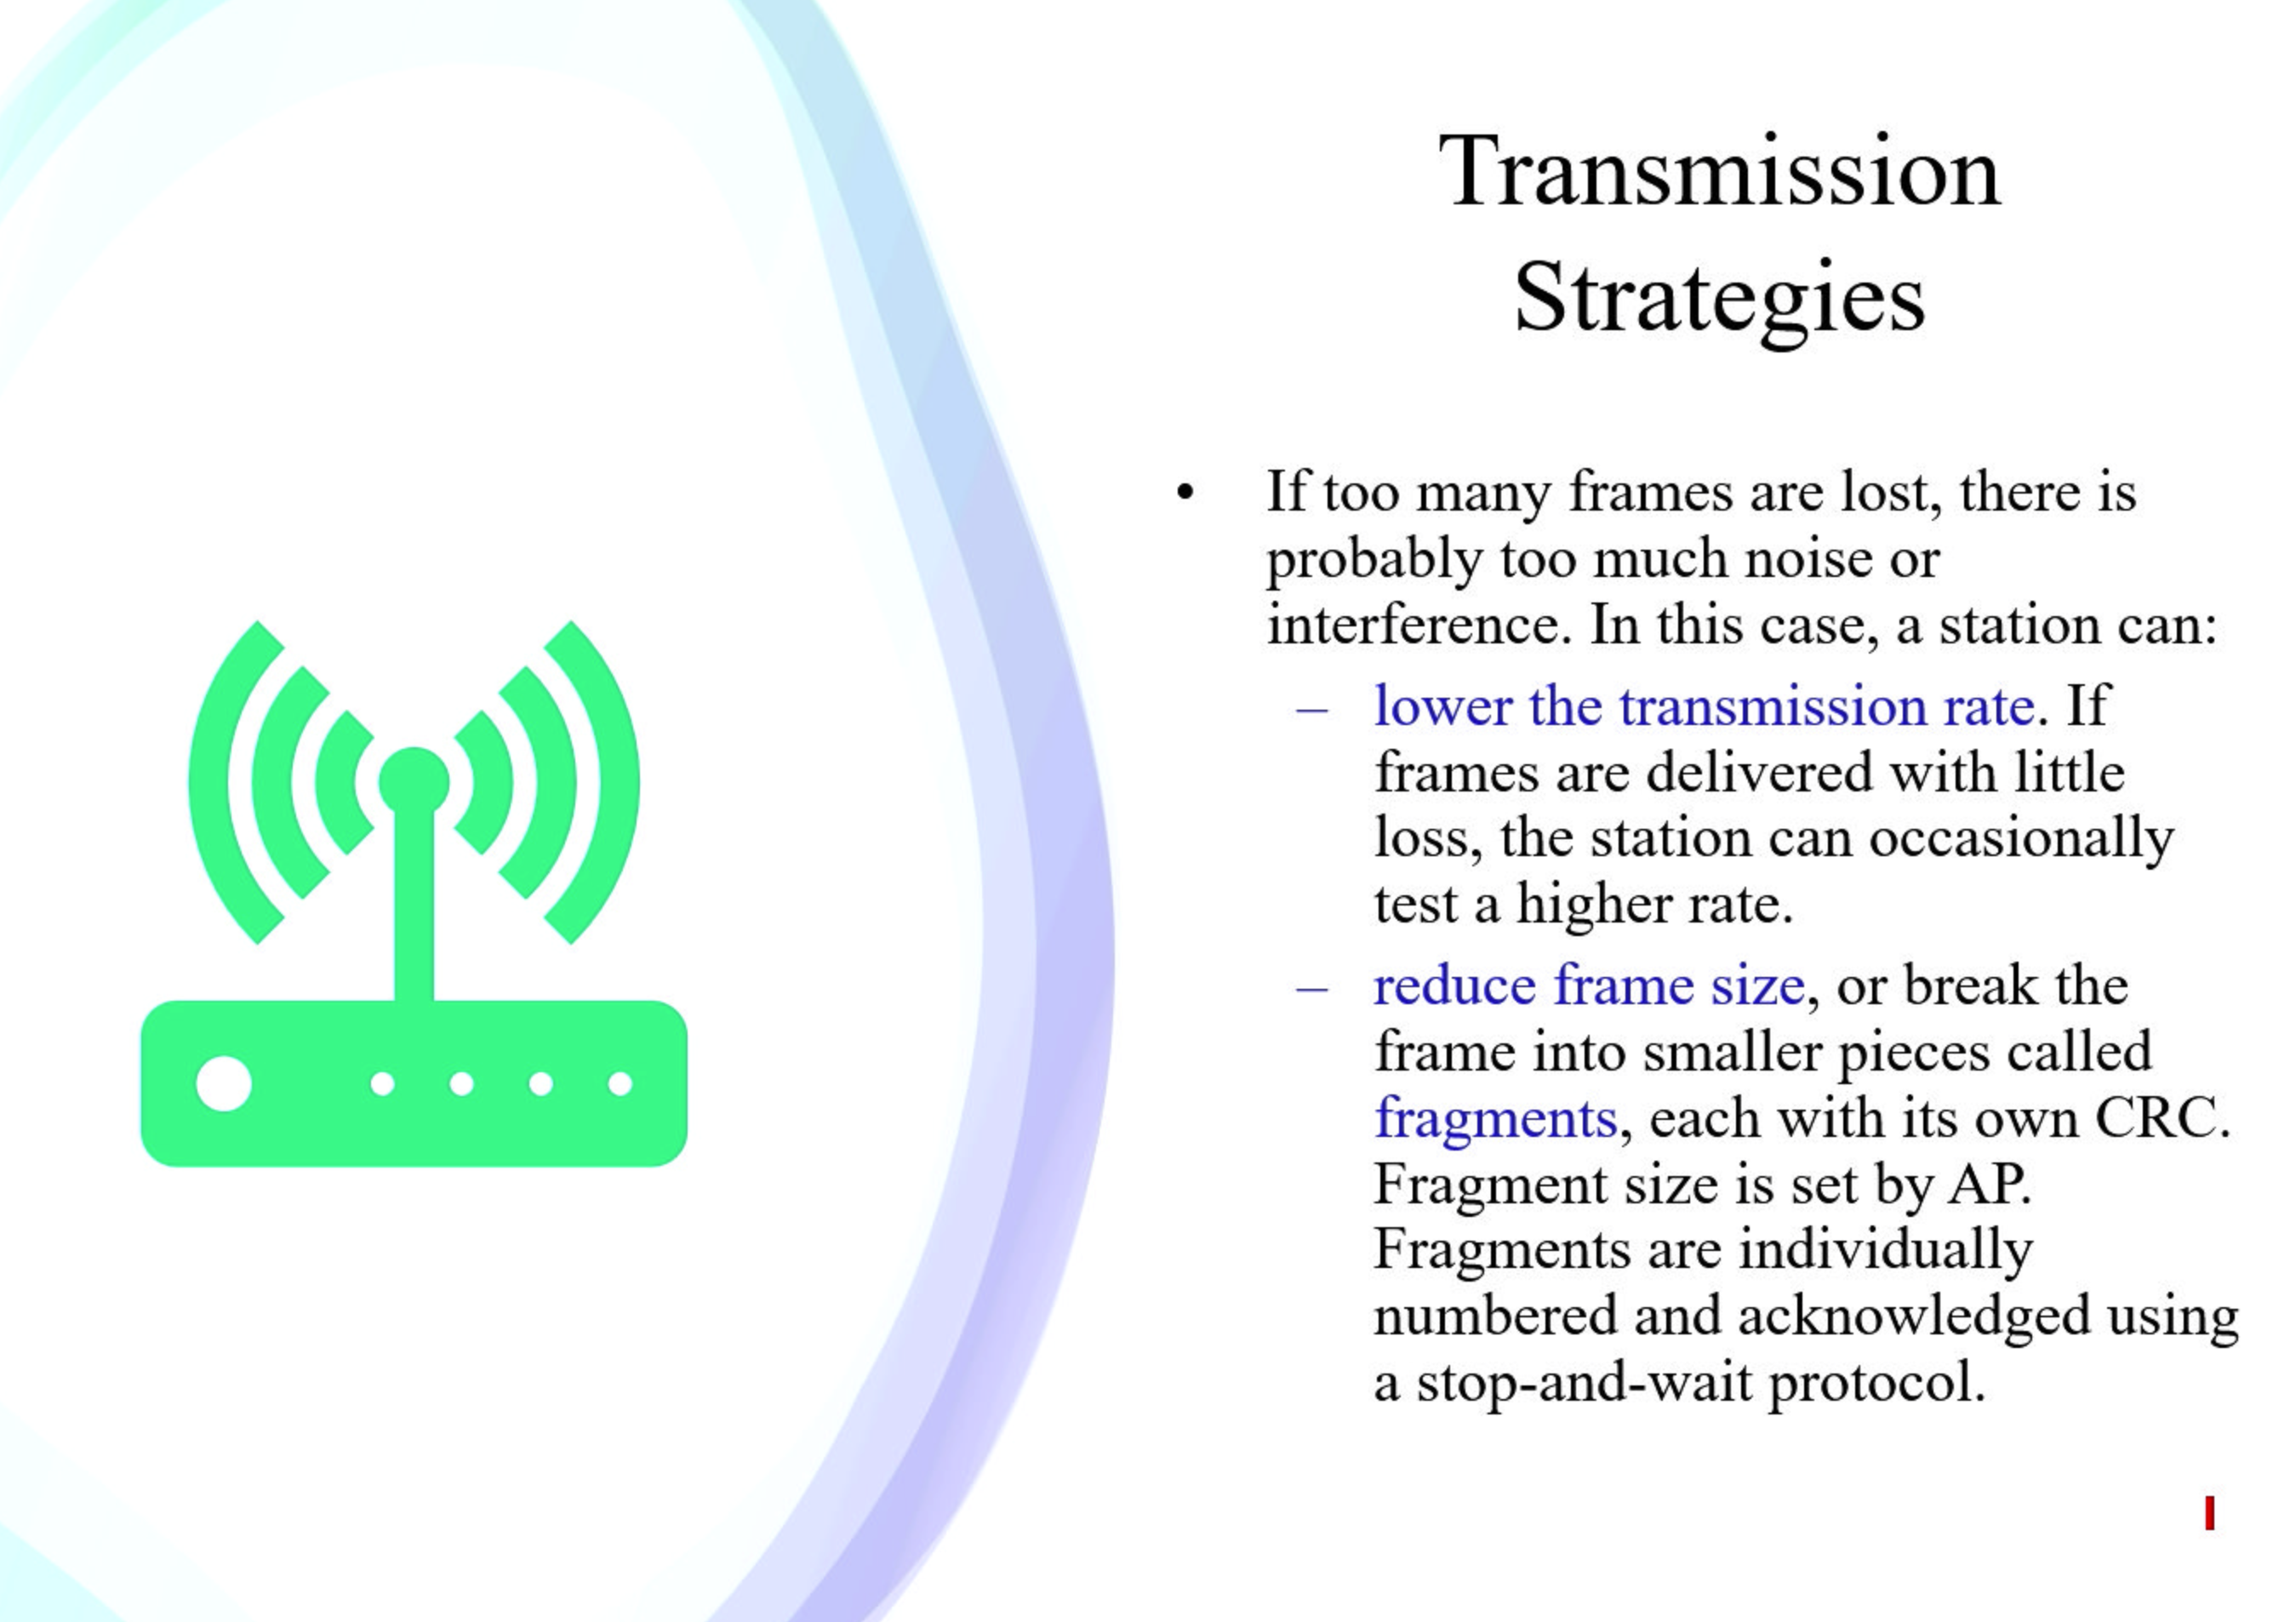 Transmission
Strategies
• If too many frames are lost, there is
probably too much noise or
interference. In this case, a station can:
– lower the transmission rate. If
frames are delivered with little
loss, the station can occasionally
test a higher rate.
– reduce frame size, or break the
frame into smaller pieces called
fragments, each with its own CRC.
Fragment size is set by AP.
Fragments are individually
numbered and acknowledged using
a stop-and-wait protocol.